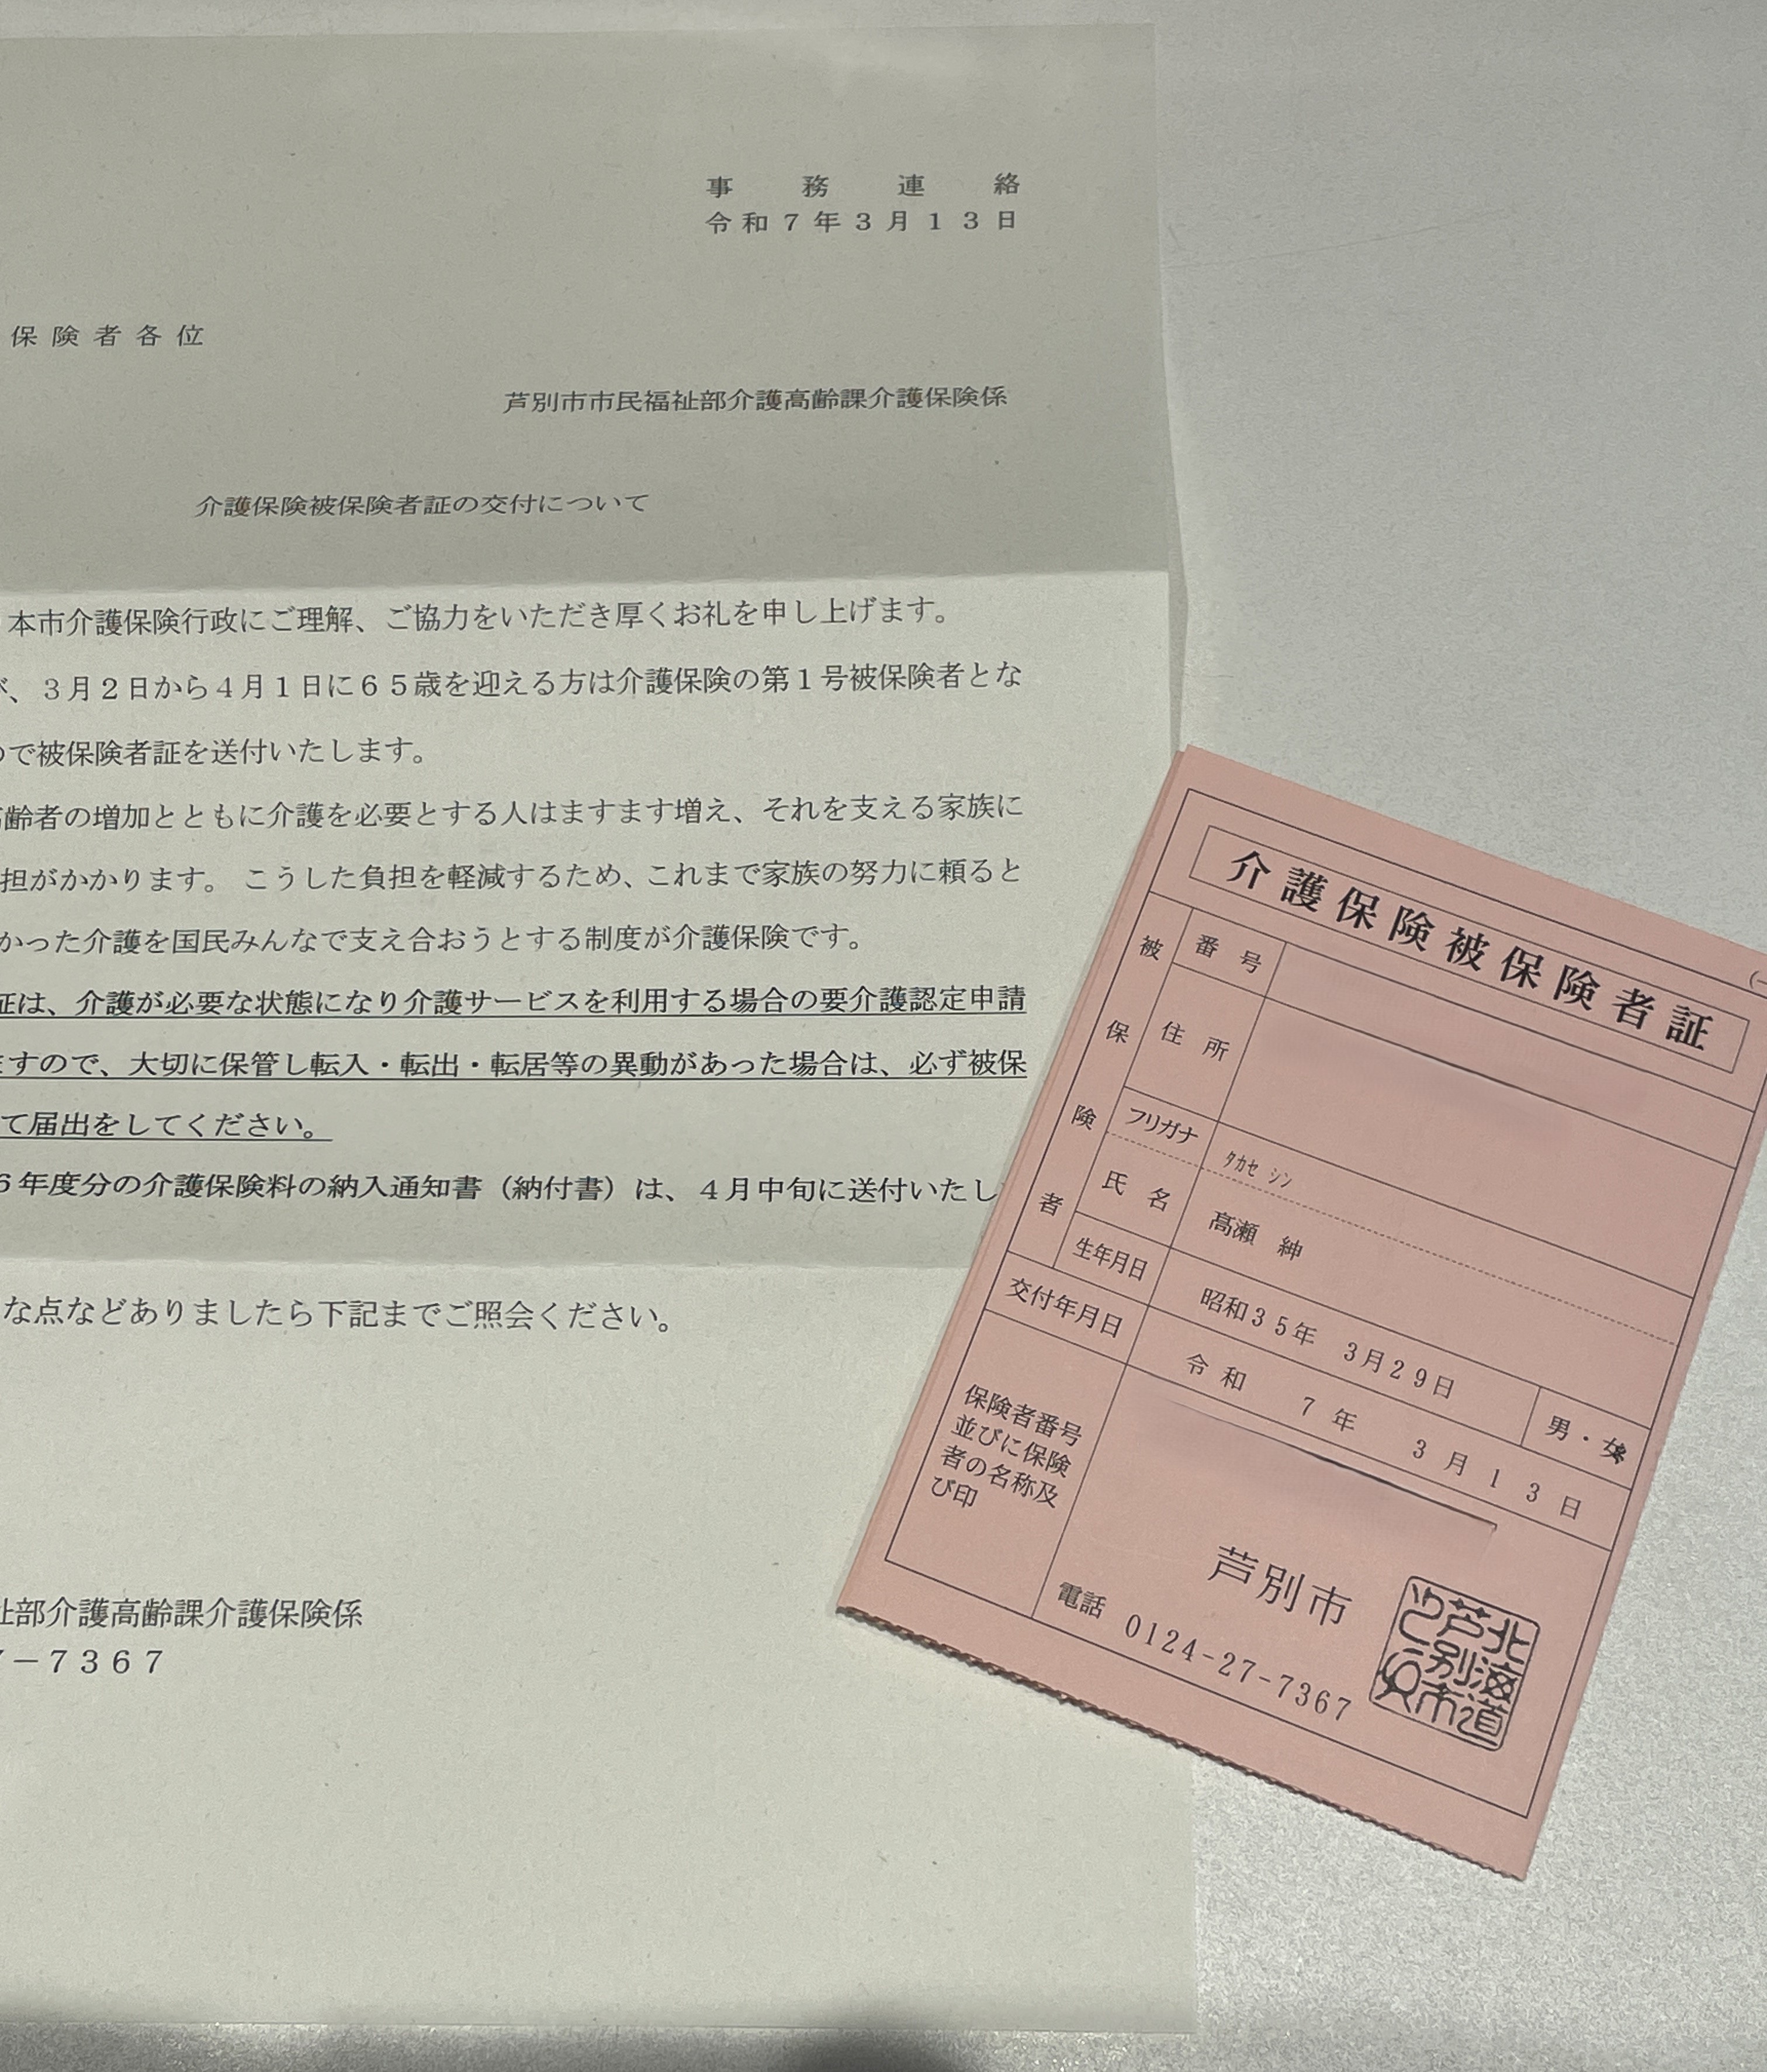 事務連絡
令和7年3月13日
保険者各位
芦別市市民福祉部介護高齢課介護保険係
介護保険被保険者証の交付について
本市介護保険行政にご理解、ご協力をいただき厚くお礼を申し上げます。
、3月2日から4月1日に65歳を迎える方は介護保険の第1号被保険者とな
ので被保険者証を送付いたします。
高齢者の増加とともに介護を必要とする人はますます増え、それを支える家族に
担がかかります。こうした負担を軽減するため、これまで家族の努力に頼ると
かった介護を国民みんなで支え合おうとする制度が介護保険です。
証は、介護が必要な状態になり介護サービスを利用する場合の要介護認定申請
ますので、大切に保管し転入・転出・転居等の異動があった場合は、必ず被保
て届出をしてください。
6年度分の介護保険料の納入通知書（納付書）は、4月中旬に送付いたし
な点などありましたら下記までご照会ください。
祉部介護高齢課介護保険係
7－7367
介護保険被保険者証
被保険者
番号
住所
フリガナ
タカセ シン
氏名
髙瀬 紳
生年月日
昭和35年 3月29日
男・女
交付年月日
令和 7年 3月13日
保険者番号
並びに保険
者の名称及
び印
芦別市
電話 0124-27-7367
北海道
芦別市
之印